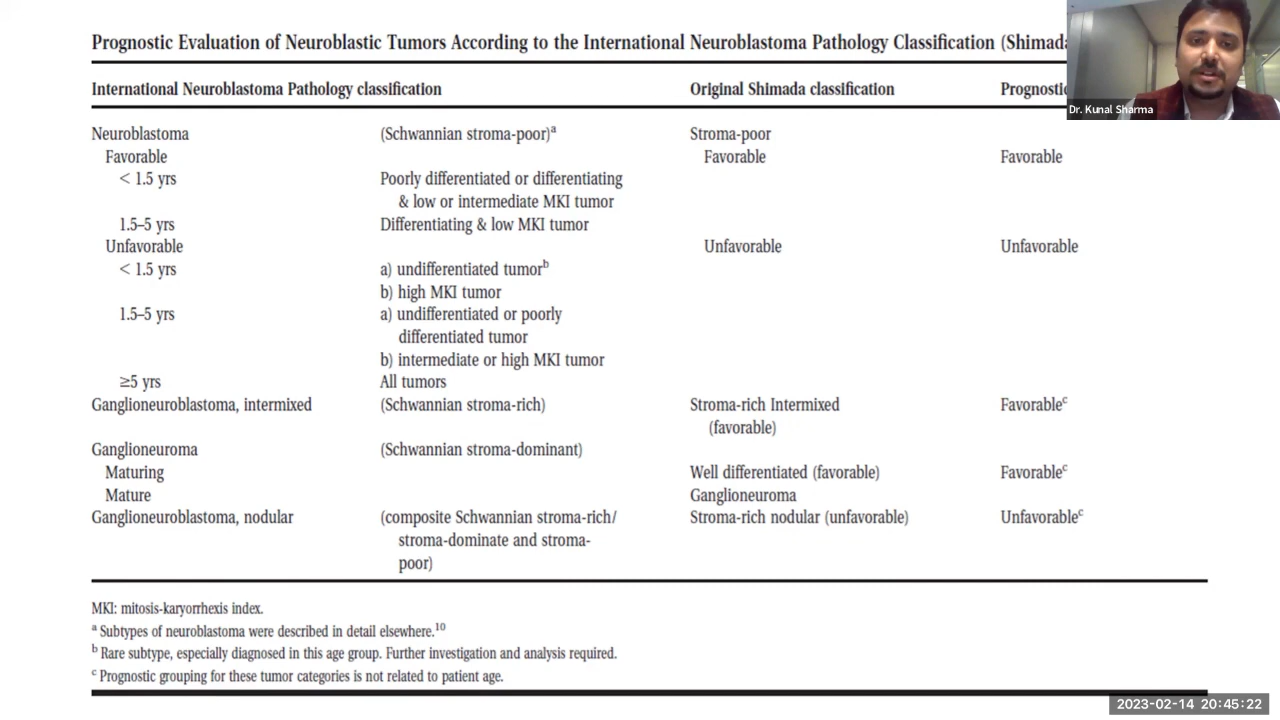 Prognostic Evaluation of Neuroblastic Tumors According to the International Neuroblastoma Pathology Classification (Shimada
International Neuroblastoma Pathology classification Original Shimada classification Prognostic
Dr. Kunal Sharma
Neuroblastoma (Schwannian stroma-poor)a Stroma-poor
Favorable Favorable Favorable
< 1.5 yrs Poorly differentiated or differentiating
& low or intermediate MKI tumor
1.5–5 yrs Differentiating & low MKI tumor
Unfavorable Unfavorable Unfavorable
< 1.5 yrs a) undifferentiated tumorb
b) high MKI tumor
1.5–5 yrs a) undifferentiated or poorly
differentiated tumor
b) intermediate or high MKI tumor
≥5 yrs All tumors
Ganglioneuroblastoma, intermixed (Schwannian stroma-rich) Stroma-rich Intermixed Favorablec
(favorable)
Ganglioneuroma (Schwannian stroma-dominant)
Maturing Well differentiated (favorable) Favorablec
Mature Ganglioneuroma
Ganglioneuroblastoma, nodular (composite Schwannian stroma-rich/ Stroma-rich nodular (unfavorable) Unfavorablec
stroma-dominate and stroma-
poor)
MKI: mitosis-karyorrhexis index.
a Subtypes of neuroblastoma were described in detail elsewhere.10
b Rare subtype, especially diagnosed in this age group. Further investigation and analysis required.
c Prognostic grouping for these tumor categories is not related to patient age.
2023-02-14 20:45:22